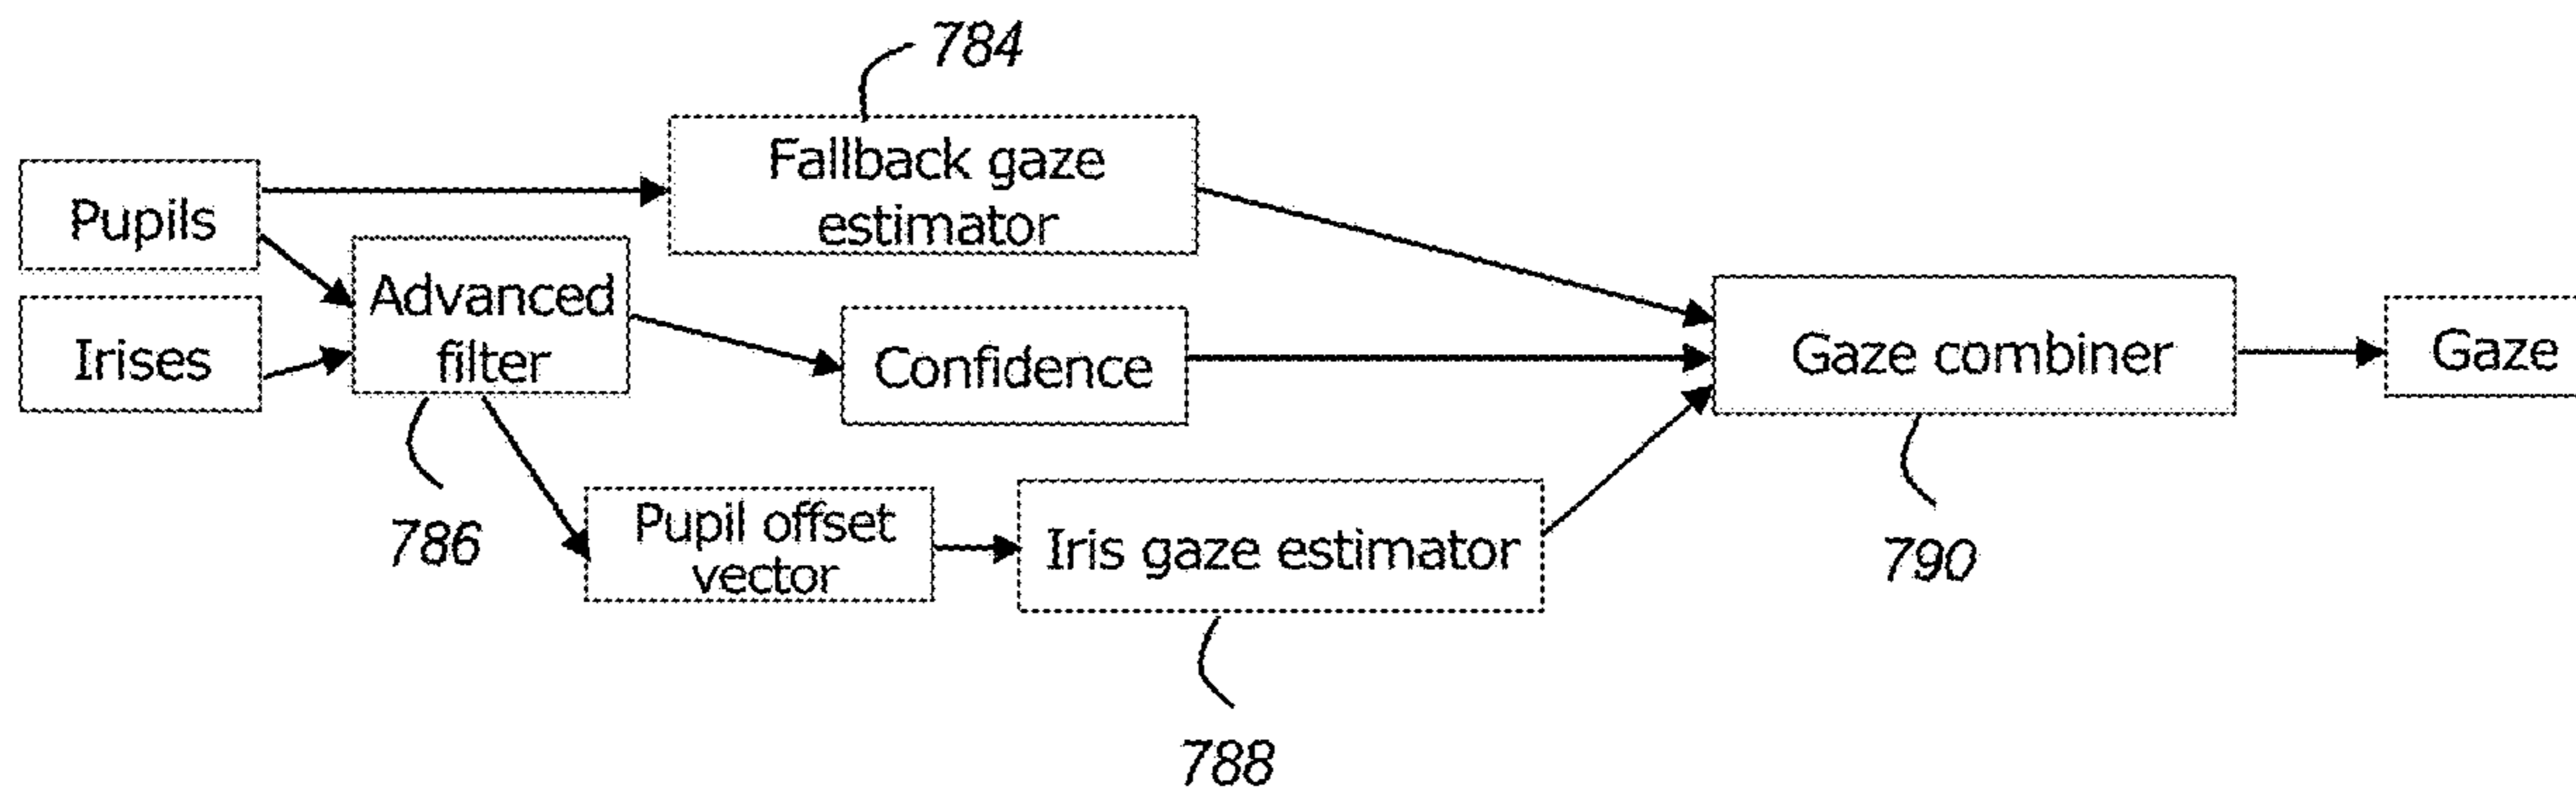 784
Fallback gaze
estimator
Pupils
Advanced
filter
Irises
Confidence
Gaze combiner
Gaze
Pupil offset
vector
Iris gaze estimator
786
790
788